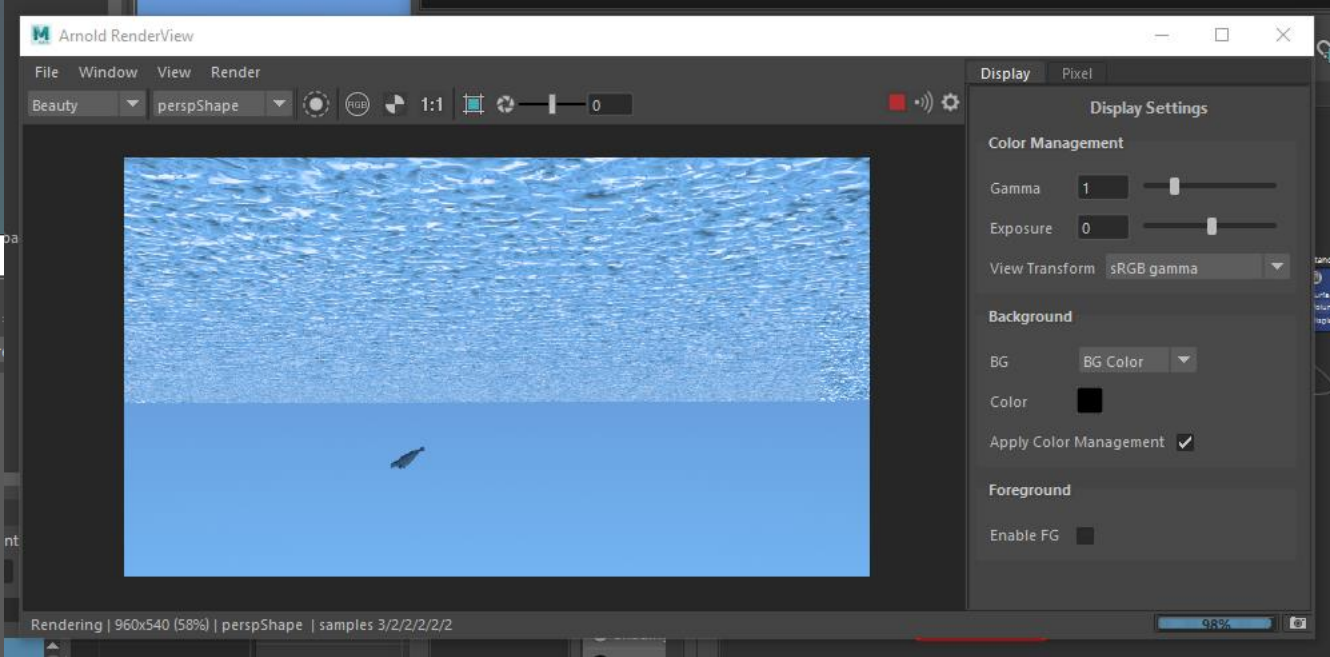 Arnold RenderView
File Window View Render
Display Pixel
Beauty perspShape RGB 1:1 0
Display Settings
Color Management
Gamma 1
Exposure 0
View Transform sRGB gamma
Background
BG BG Color
Color
Apply Color Management
Foreground
Enable FG
Rendering | 960x540 (58%) | perspShape | samples 3/2/2/2/2/2
98%